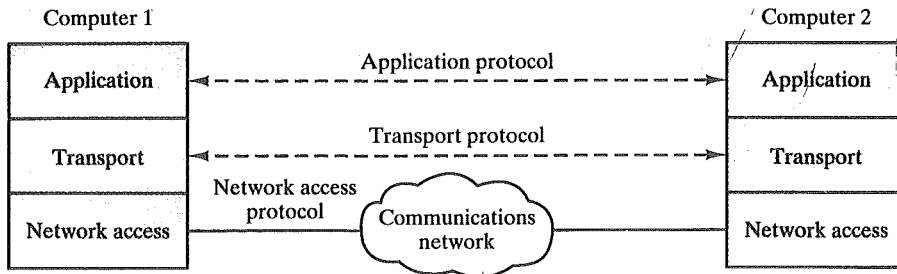 Computer 1
Computer 2
Application
Application protocol
Application
Transport
Transport protocol
Transport
Network access
Network access
protocol
Communications
network
Network access